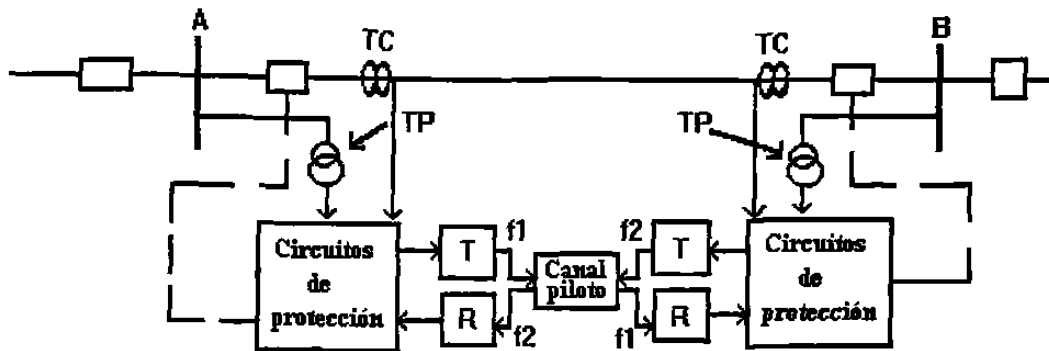 A
B
TC
TC
TP
TP
Circuitos
de
protección
T
f1
R
f2
Canal
piloto
f2
T
f1
R
Circuitos
de
protección